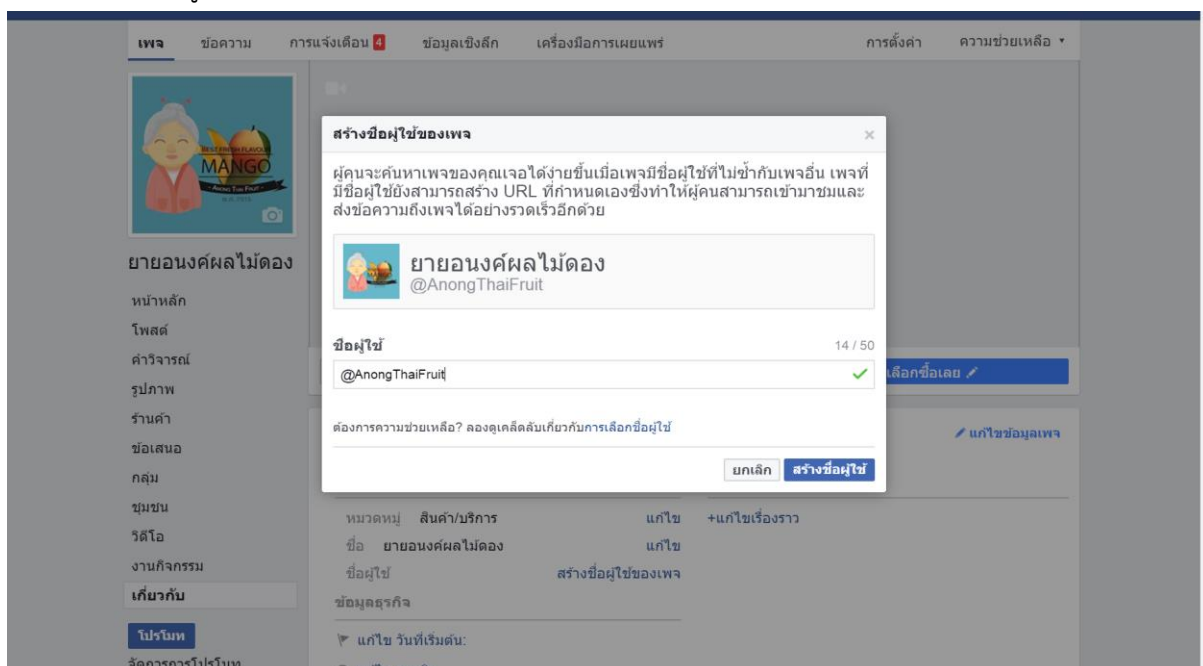 เพจ ข้อความ การแจ้งเตือน 4 ข้อมูลเชิงลึก เครื่องมือการเผยแพร่ การตั้งค่า ความช่วยเหลือ
MANGO
ยายอนงค์ผลไม้ดอง
หน้าหลัก
โพสต์
คำวิจารณ์
รูปภาพ
ร้านค้า
ข้อเสนอ
กลุ่ม
ชุมชน
วิดีโอ
งานกิจกรรม
เกี่ยวกับ
โปรโมท
จัดการการโปรโมท
สร้างชื่อผู้ใช้ของเพจ
ผู้คนจะค้นหาเพจของคุณเจอได้ง่ายขึ้นเมื่อเพจมีชื่อผู้ใช้ที่ไม่ซ้ำกับเพจอื่น เพจที่
มีชื่อผู้ใช้ยังสามารถสร้าง URL ที่กำหนดเองซึ่งทำให้ผู้คนสามารถเข้ามาชมและ
ส่งข้อความถึงเพจได้อย่างรวดเร็วอีกด้วย
ยายอนงค์ผลไม้ดอง
@AnongThaiFruit
ชื่อผู้ใช้ 14 / 50
@AnongThaiFruit
ต้องการความช่วยเหลือ? ลองดูเคล็ดลับเกี่ยวกับการเลือกชื่อผู้ใช้
ยกเลิก สร้างชื่อผู้ใช้
เลือกซื้อเลย
แก้ไขข้อมูลเพจ
หมวดหมู่ สินค้า/บริการ แก้ไข +แก้ไขเรื่องราว
ชื่อ ยายอนงค์ผลไม้ดอง แก้ไข
ชื่อผู้ใช้ สร้างชื่อผู้ใช้ของเพจ
ข้อมูลธุรกิจ
แก้ไข วันที่เริ่มต้น: